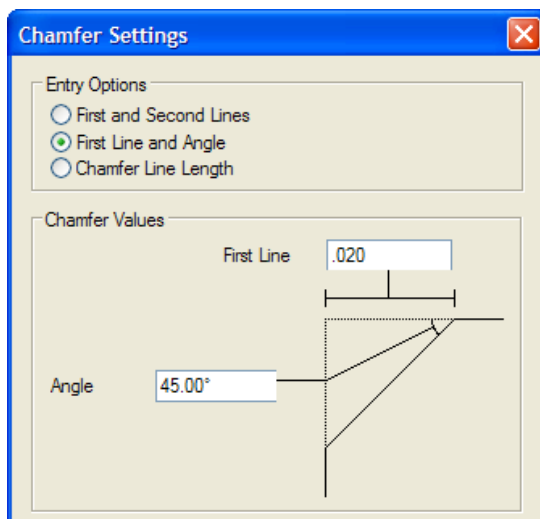 Chamfer Settings
Entry Options
First and Second Lines
First Line and Angle
Chamfer Line Length
Chamfer Values
First Line .020
Angle 45.00°